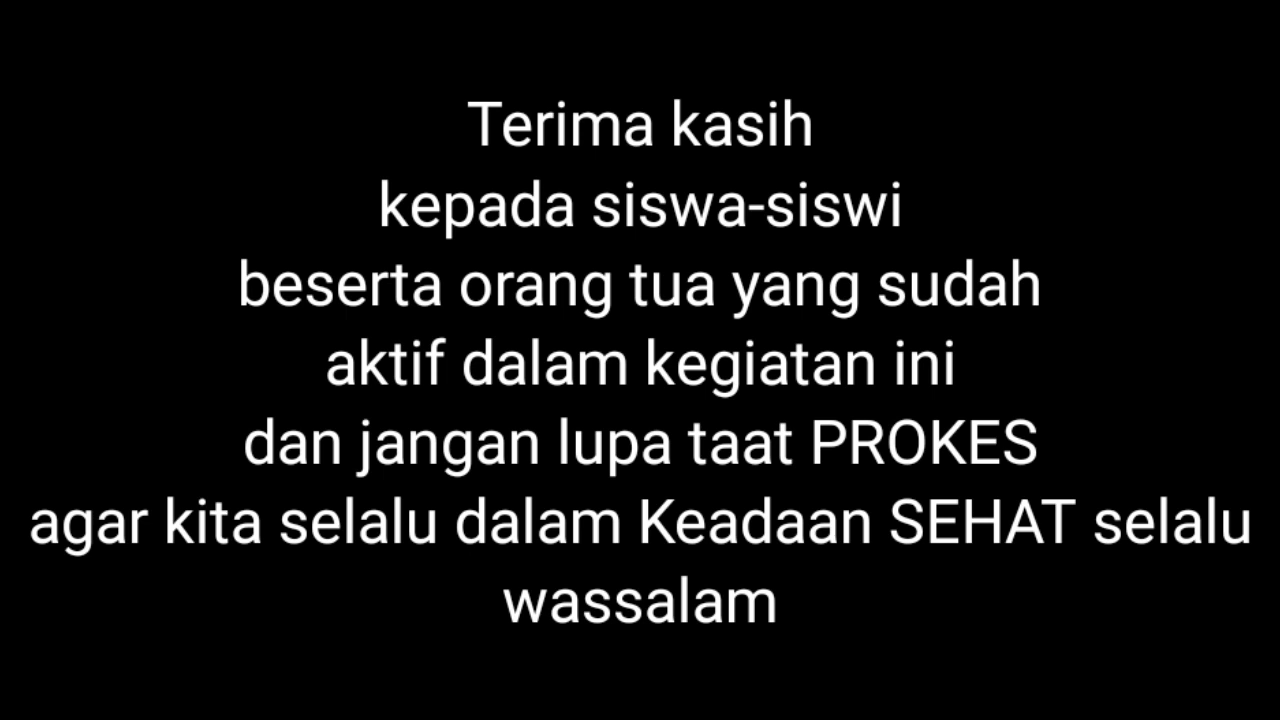 Terima kasih
kepada siswa-siswi
beserta orang tua yang sudah
aktif dalam kegiatan ini
dan jangan lupa taat PROKES
agar kita selalu dalam Keadaan SEHAT selalu
wassalam